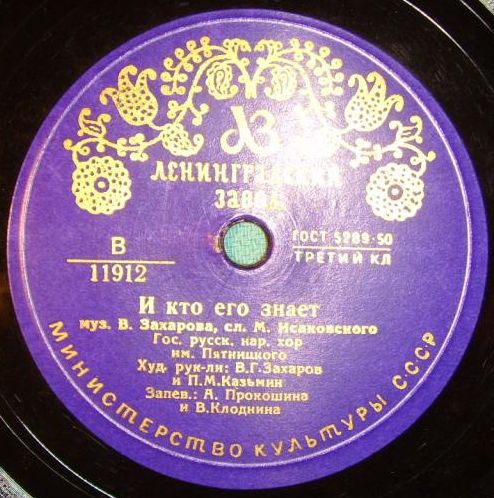 ЛЗ
ЛЕНИНГРАДСКИЙ
ЗАВОД
В
11912
ГОСТ 5289-50
ТРЕТИЙ КЛ
И кто его знает
муз. В. Захарова, сл. М. Исаковского
Гос. русск. нар. хор
им. Пятницкого
Худ. рук-ли: В.Г.Захаров
и П.М.Казьмин
Запев.: А. Прокошина
и В.Клоднина
МИНИСТЕРСТВО КУЛЬТУРЫ СССР